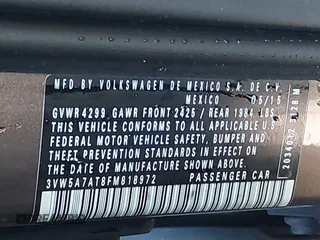 MFD BY VOLKSWAGEN DE MEXICO S.A. DE C.V.
MEXICO 05/15
GVWR 4299 GAWR FRONT 2425 / REAR 1984 LBS
THIS VEHICLE CONFORMS TO ALL APPLICABLE U.S.
FEDERAL MOTOR VEHICLE SAFETY, BUMPER AND
THEFT PREVENTION STANDARDS IN EFFECT ON
THE DATE OF MANUFACTURE SHOWN ABOVE
3VW5A7AT8FM818972 PASSENGER CAR